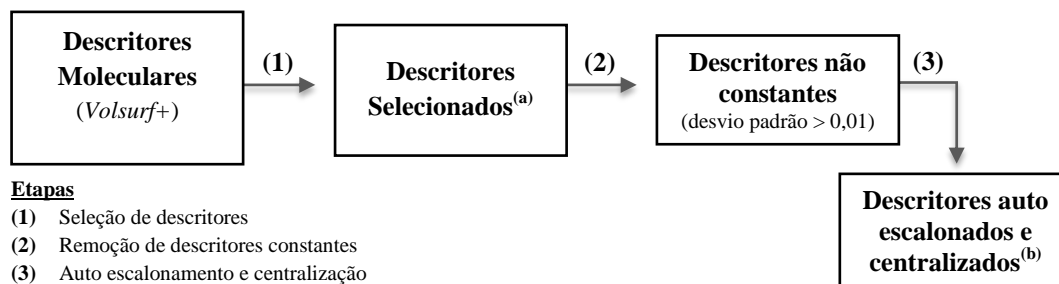 Descritores
Moleculares
(Volsurf+)
(1)
Descritores
Selecionados(a)
(2)
Descritores não
constantes
(desvio padrão > 0,01)
(3)
Descritores auto
escalonados e
centralizados(b)
Etapas
(1) Seleção de descritores
(2) Remoção de descritores constantes
(3) Auto escalonamento e centralização